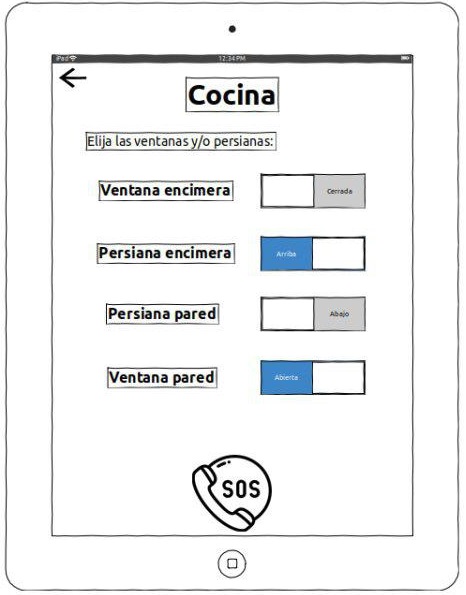 iPad
12:34 PM
Cocina
Elija las ventanas y/o persianas:
Ventana encimera
Cerrada
Persiana encimera
Arriba
Persiana pared
Abajo
Ventana pared
Abierta
SOS